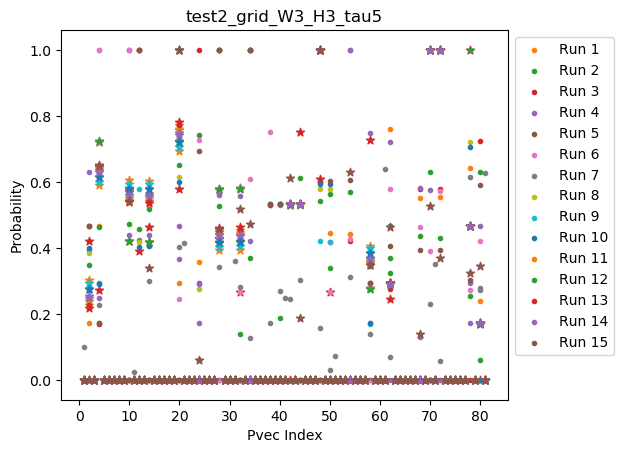 test2_grid_W3_H3_tau5
1.0
0.8
0.6
0.4
0.2
0.0
Probability
0
10
20
30
40
50
60
70
80
Pvec Index
Run 1
Run 2
Run 3
Run 4
Run 5
Run 6
Run 7
Run 8
Run 9
Run 10
Run 11
Run 12
Run 13
Run 14
Run 15